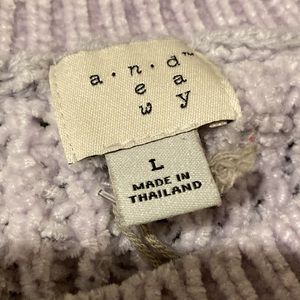 a.n.d™
e a
w y
L
MADE IN
THAILAND